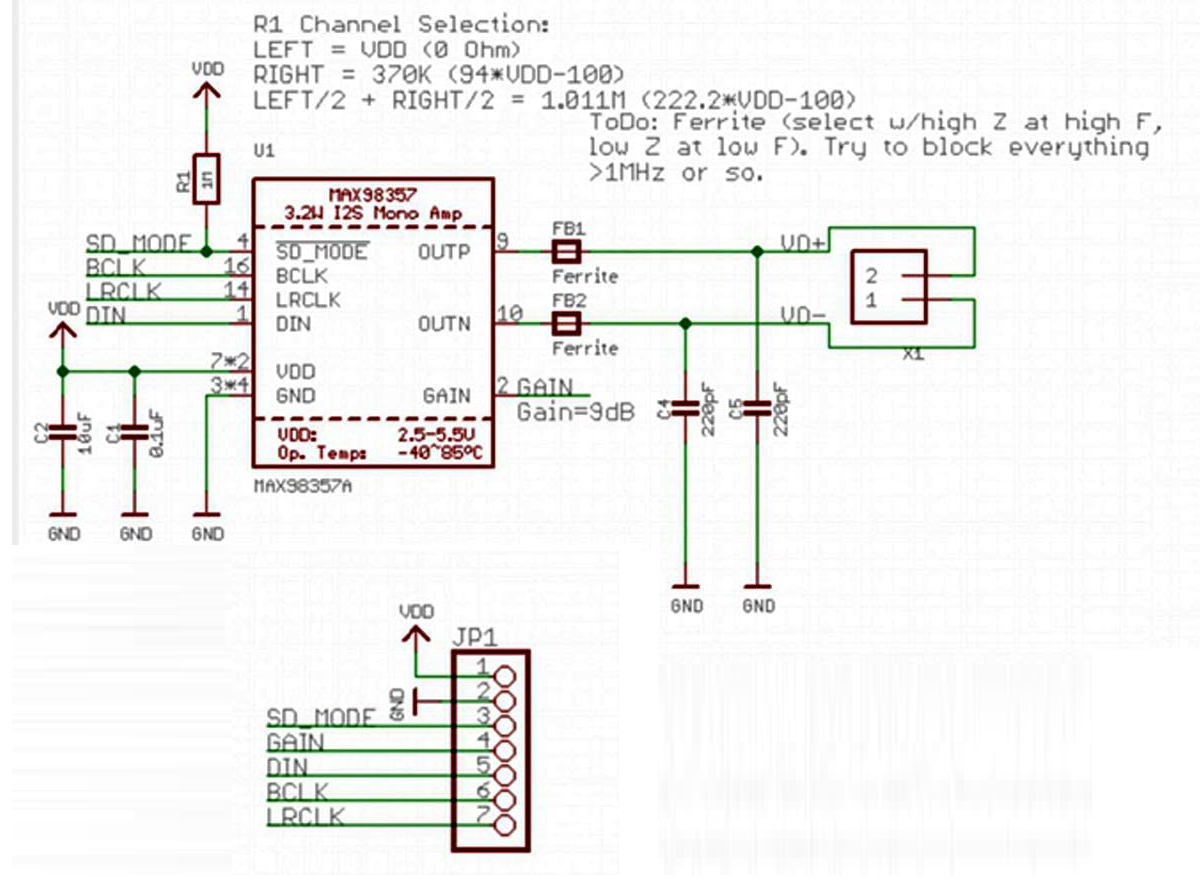 R1 Channel Selection:
LEFT = VDD (0 Ohm)
RIGHT = 370K (94*VDD-100)
LEFT/2 + RIGHT/2 = 1.011M (222.2*VDD-100)
ToDo: Ferrite (select w/high Z at high F,
low Z at low F). Try to block everything
>1MHz or so.
VDD
R1
1M
U1
MAX98357
3.2W I2S Mono Amp
SD_MODE
4
SD_MODE
BCLK
16
BCLK
LRCLK
14
LRCLK
DIN
1
DIN
VDD
7*2
VDD
3*4
GND
OUTP
9
OUTN
10
GAIN
2
GAIN
Gain=9dB
VDD: 2.5-5.5V
Op. Temp: -40~85ºC
MAX98357A
FB1
Ferrite
FB2
Ferrite
VO+
VO-
2
1
X1
C2
10uF
C1
0.1uF
GND
GND
GND
C4
220pF
C5
220pF
GND
GND
VDD
JP1
GND
1
2
SD_MODE 3
GAIN 4
DIN 5
BCLK 6
LRCLK 7